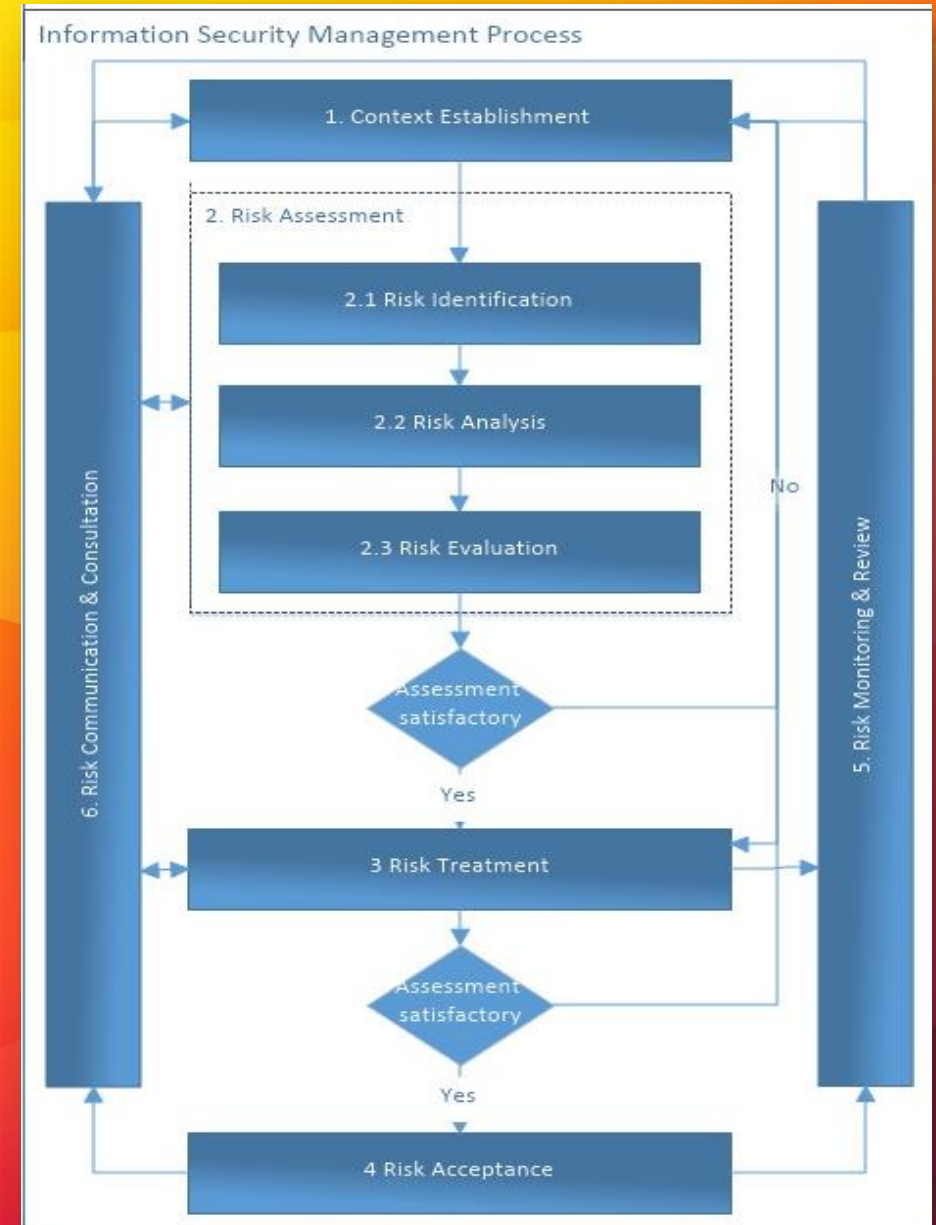 Information Security Management Process
1. Context Establishment
2. Risk Assessment
2.1 Risk Identification
2.2 Risk Analysis
2.3 Risk Evaluation
No
6. Risk Communication & Consultation
5. Risk Monitoring & Review
Assessment
satisfactory
Yes
3 Risk Treatment
Assessment
satisfactory
Yes
4 Risk Acceptance